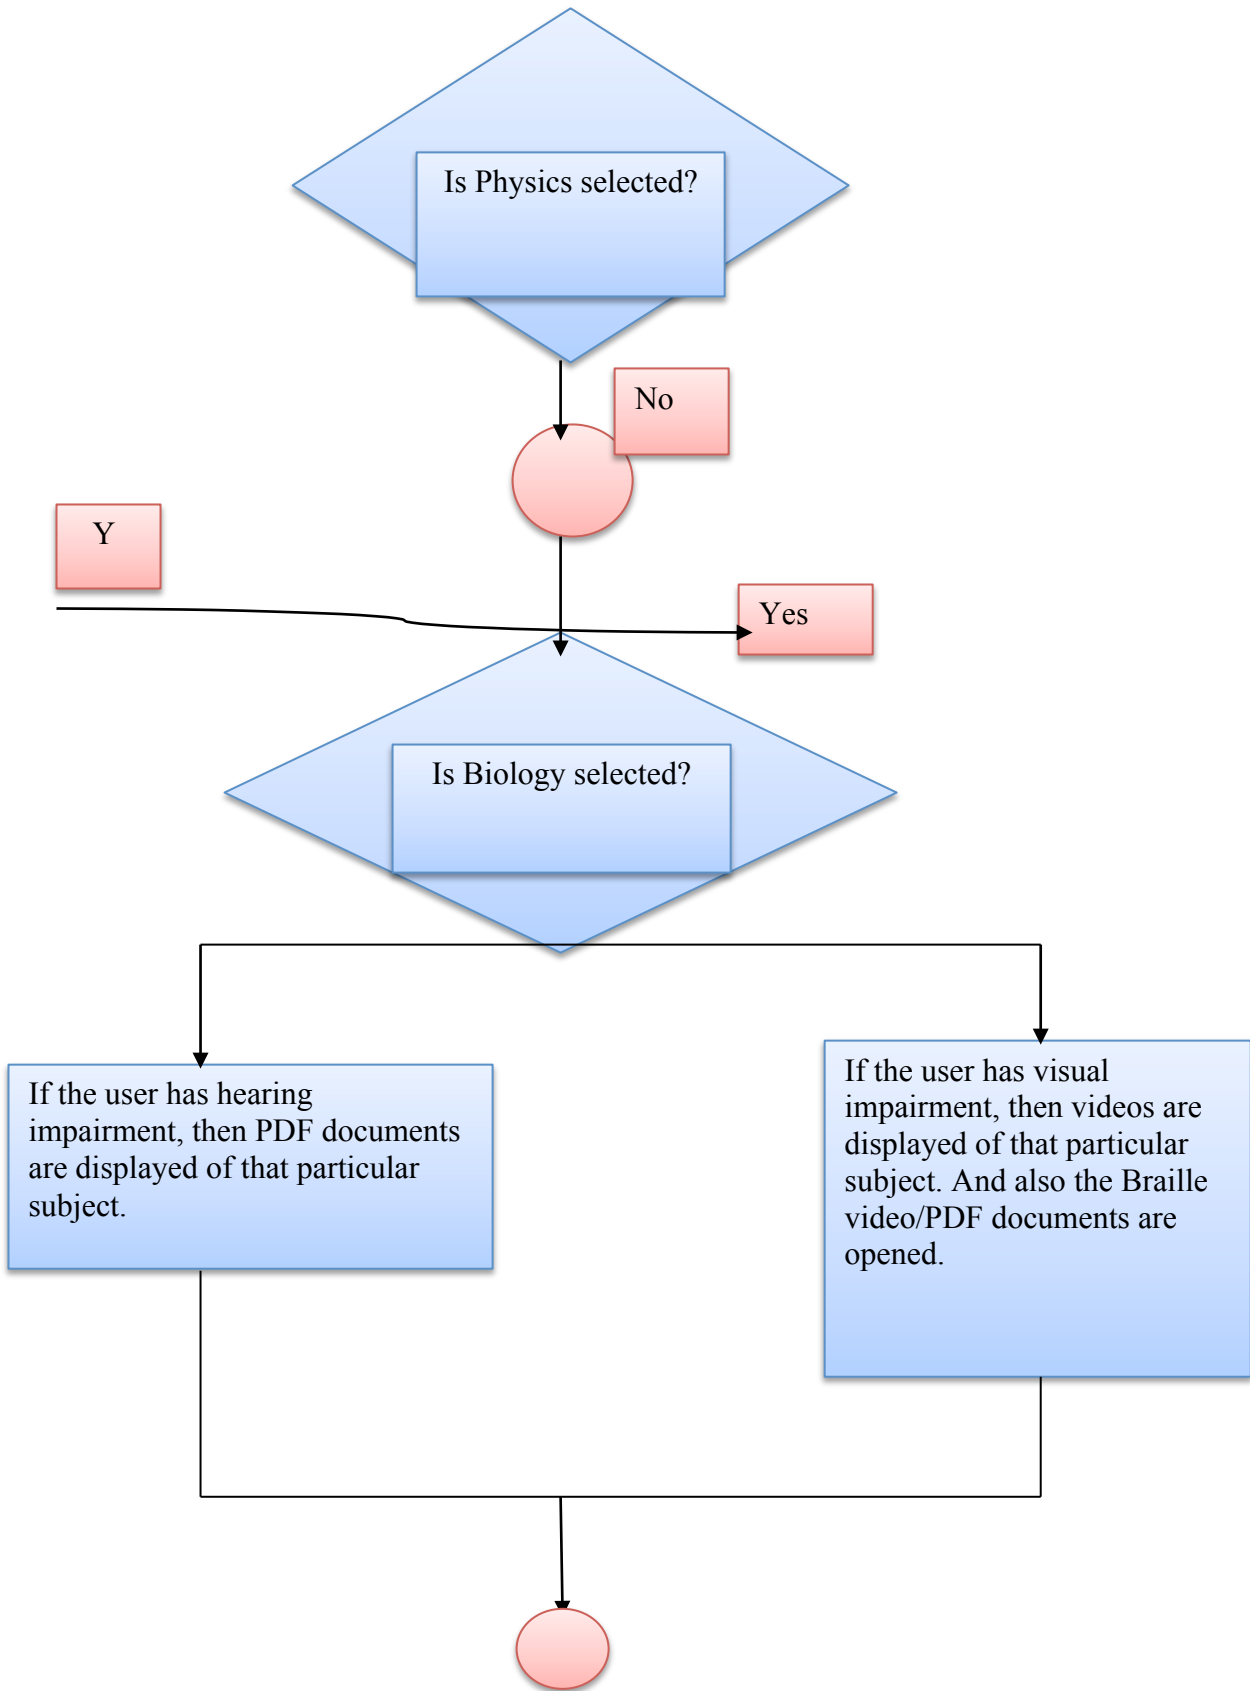 Is Physics selected?
No
Y
Yes
Is Biology selected?
If the user has hearing
impairment, then PDF documents
are displayed of that particular
subject.
If the user has visual
impairment, then videos are
displayed of that particular
subject. And also the Braille
video/PDF documents are
opened.